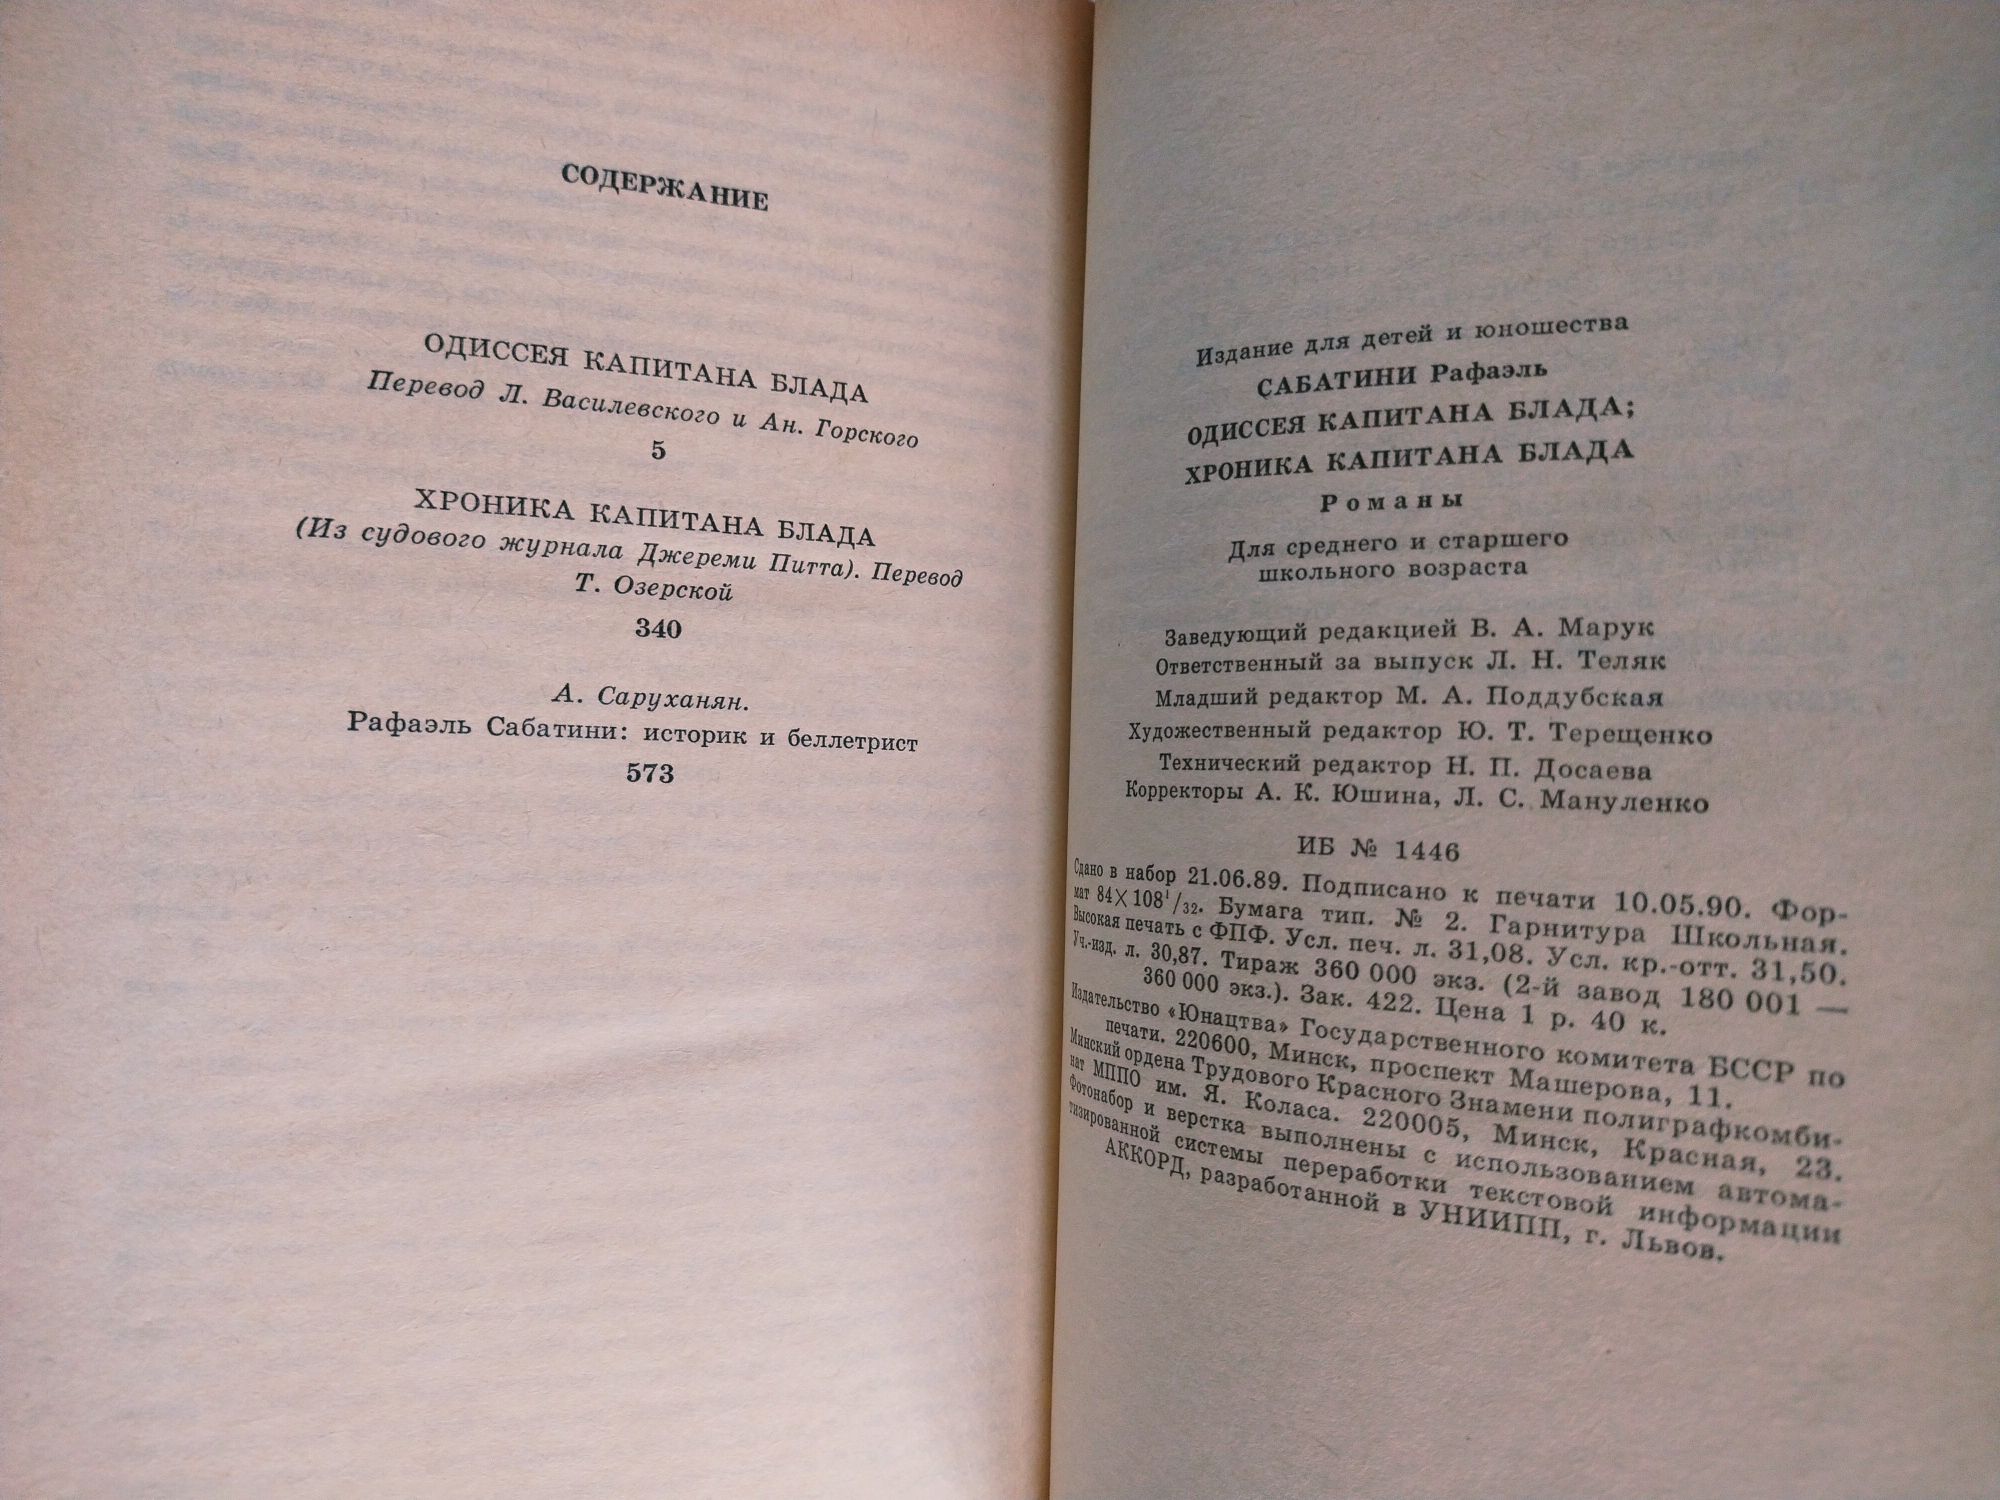 СОДЕРЖАНИЕ
ОДИССЕЯ КАПИТАНА БЛАДА
Перевод Л. Василевского и Ан. Горского
5
ХРОНИКА КАПИТАНА БЛАДА
(Из судового журнала Джереми Питта). Перевод
Т. Озерской
340
А. Саруханян.
Рафаэль Сабатини: историк и беллетрист
573
Издание для детей и юношества
САБАТИНИ Рафаэль
ОДИССЕЯ КАПИТАНА БЛАДА;
ХРОНИКА КАПИТАНА БЛАДА
Романы
Для среднего и старшего
школьного возраста
Заведующий редакцией В. А. Марук
Ответственный за выпуск Л. Н. Теляк
Младший редактор М. А. Поддубская
Художественный редактор Ю. Т. Терещенко
Технический редактор Н. П. Досаева
Корректоры А. К. Юшина, Л. С. Мануленко
ИБ № 1446
Сдано в набор 21.06.89. Подписано к печати 10.05.90. Фор-
мат 84×108¹/₃₂. Бумага тип. № 2. Гарнитура Школьная.
Высокая печать с ФПФ. Усл. печ. л. 31,08. Усл. кр.-отт. 31,50.
Уч.-изд. л. 30,87. Тираж 360 000 экз. (2-й завод 180 001 —
360 000 экз.). Зак. 422. Цена 1 р. 40 к.
Издательство «Юнацтва» Государственного комитета БССР по
печати. 220600, Минск, проспект Машерова, 11.
Минский ордена Трудового Красного Знамени полиграфкомби-
нат МППО им. Я. Коласа. 220005, Минск, Красная, 23.
Фотонабор и верстка выполнены с использованием автома-
тизированной системы переработки текстовой информации
АККОРД, разработанной в УНИИПП, г. Львов.